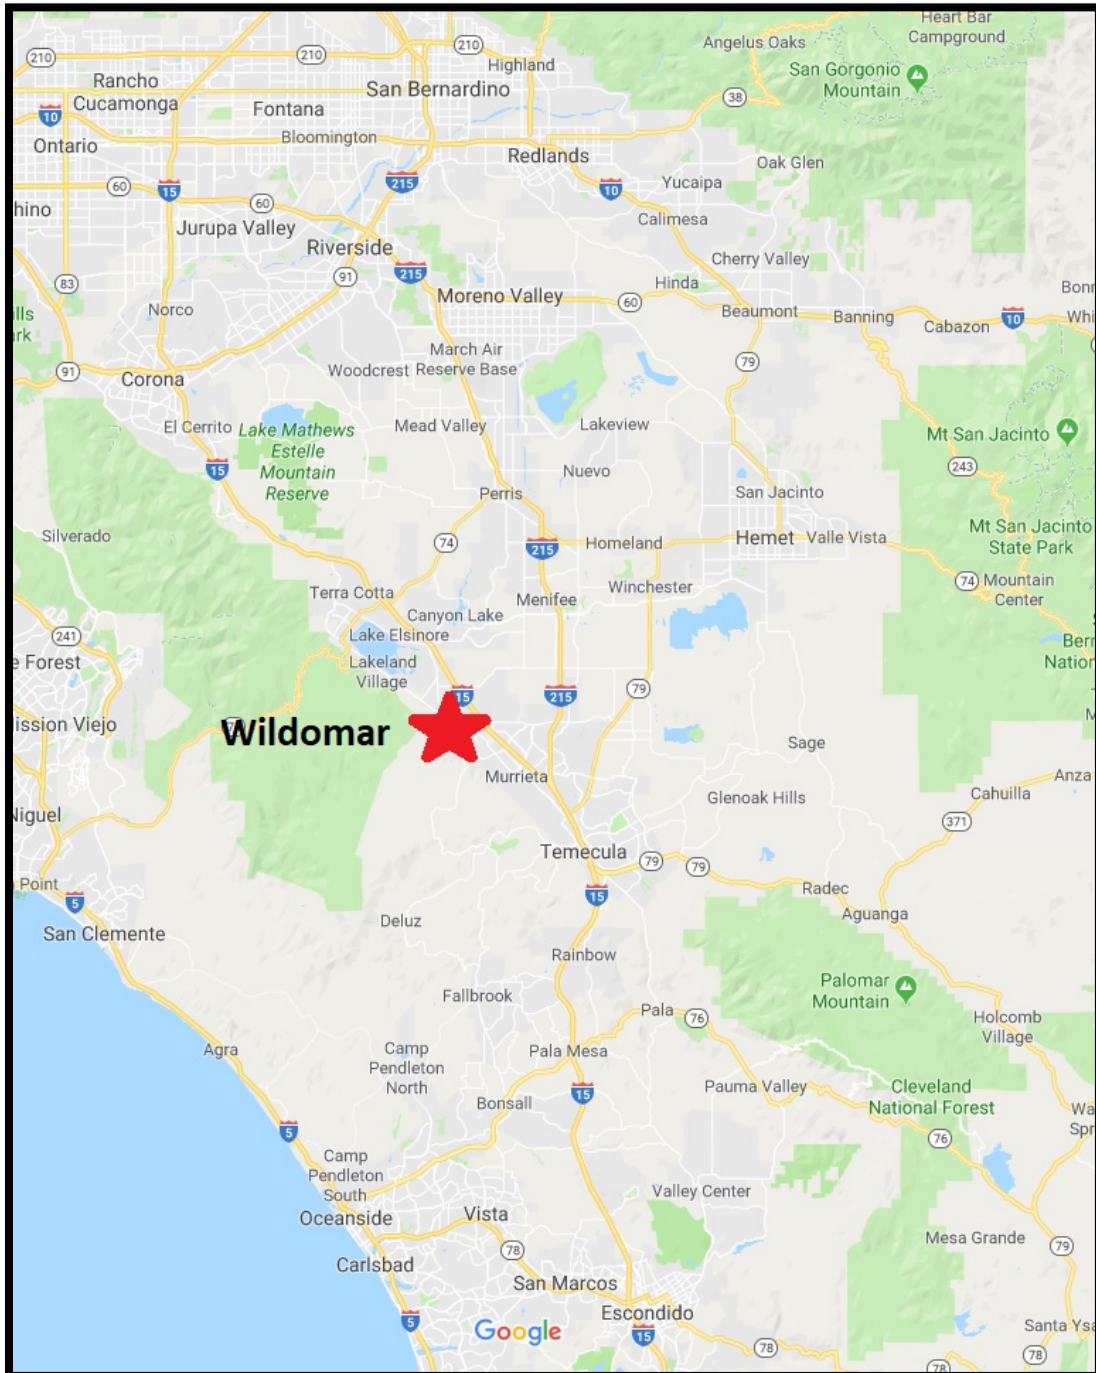 Heart Bar
Campground
Angelus Oaks
210
210
210
Highland
San Gorgonio
Mountain
Rancho
Cucamonga
San Bernardino
Fontana
38
10
Bloomington
Ontario
Redlands
Oak Glen
60
15
215
10
Yucaipa
hino
60
Jurupa Valley
Calimesa
Riverside
Cherry Valley
91
215
83
Hinda
Bonn
Moreno Valley
60
Norco
Beaumont
Banning
Cabazon
10
Whi
ills
ark
March Air
Reserve Base
Woodcrest
79
91
Corona
El Cerrito
Lake Mathews
Estelle
Mountain
Reserve
Mead Valley
Lakeview
Mt San Jacinto
15
Nuevo
243
Perris
San Jacinto
Silverado
74
215
Homeland
Hemet
Valle Vista
Mt San Jacinto
State Park
Terra Cotta
Menifee
Winchester
74
Mountain
Center
Canyon Lake
241
Lake Elsinore
Bern
Nation
e Forest
Lakeland
Village
15
215
79
ission Viejo
Wildomar
Sage
Murrieta
Anza
Glenoak Hills
Cahuilla
Niguel
371
Temecula
79
79
Point
5
15
Radec
Aguanga
San Clemente
Deluz
Rainbow
Palomar
Mountain
Fallbrook
Pala
76
Holcomb
Village
Agra
Camp
Pendleton
North
Pala Mesa
15
Pauma Valley
Cleveland
National Forest
Bonsall
Wa
Spr
5
76
Camp
Pendleton
South
Valley Center
Oceanside
Vista
Mesa Grande
78
79
Carlsbad
San Marcos
Escondido
5
Google
15
Santa Ysa
78
78
78